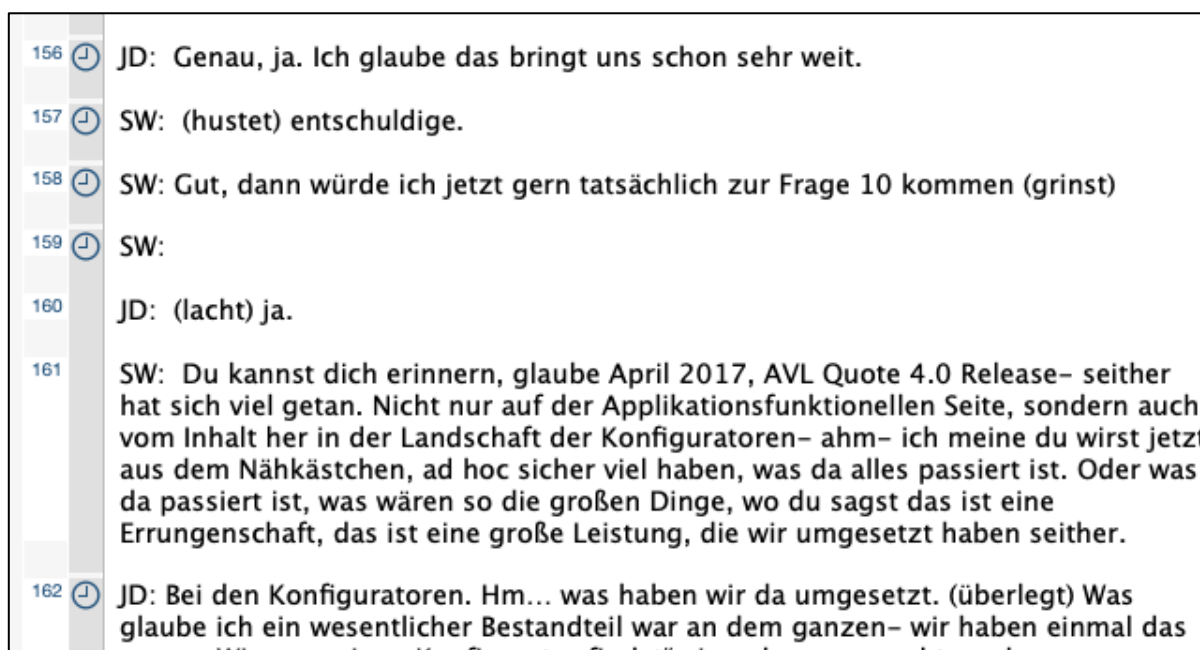 156 JD: Genau, ja. Ich glaube das bringt uns schon sehr weit.
157 SW: (hustet) entschuldige.
158 SW: Gut, dann würde ich jetzt gern tatsächlich zur Frage 10 kommen (grinst)
159 SW:
160 JD: (lacht) ja.
161 SW: Du kannst dich erinnern, glaube April 2017, AVL Quote 4.0 Release– seither
hat sich viel getan. Nicht nur auf der Applikationsfunktionellen Seite, sondern auch
vom Inhalt her in der Landschaft der Konfiguratoren– ahm– ich meine du wirst jetzt
aus dem Nähkästchen, ad hoc sicher viel haben, was da alles passiert ist. Oder was
da passiert ist, was wären so die großen Dinge, wo du sagst das ist eine
Errungenschaft, das ist eine große Leistung, die wir umgesetzt haben seither.
162 JD: Bei den Konfiguratoren. Hm... was haben wir da umgesetzt. (überlegt) Was
glaube ich ein wesentlicher Bestandteil war an dem ganzen– wir haben einmal das